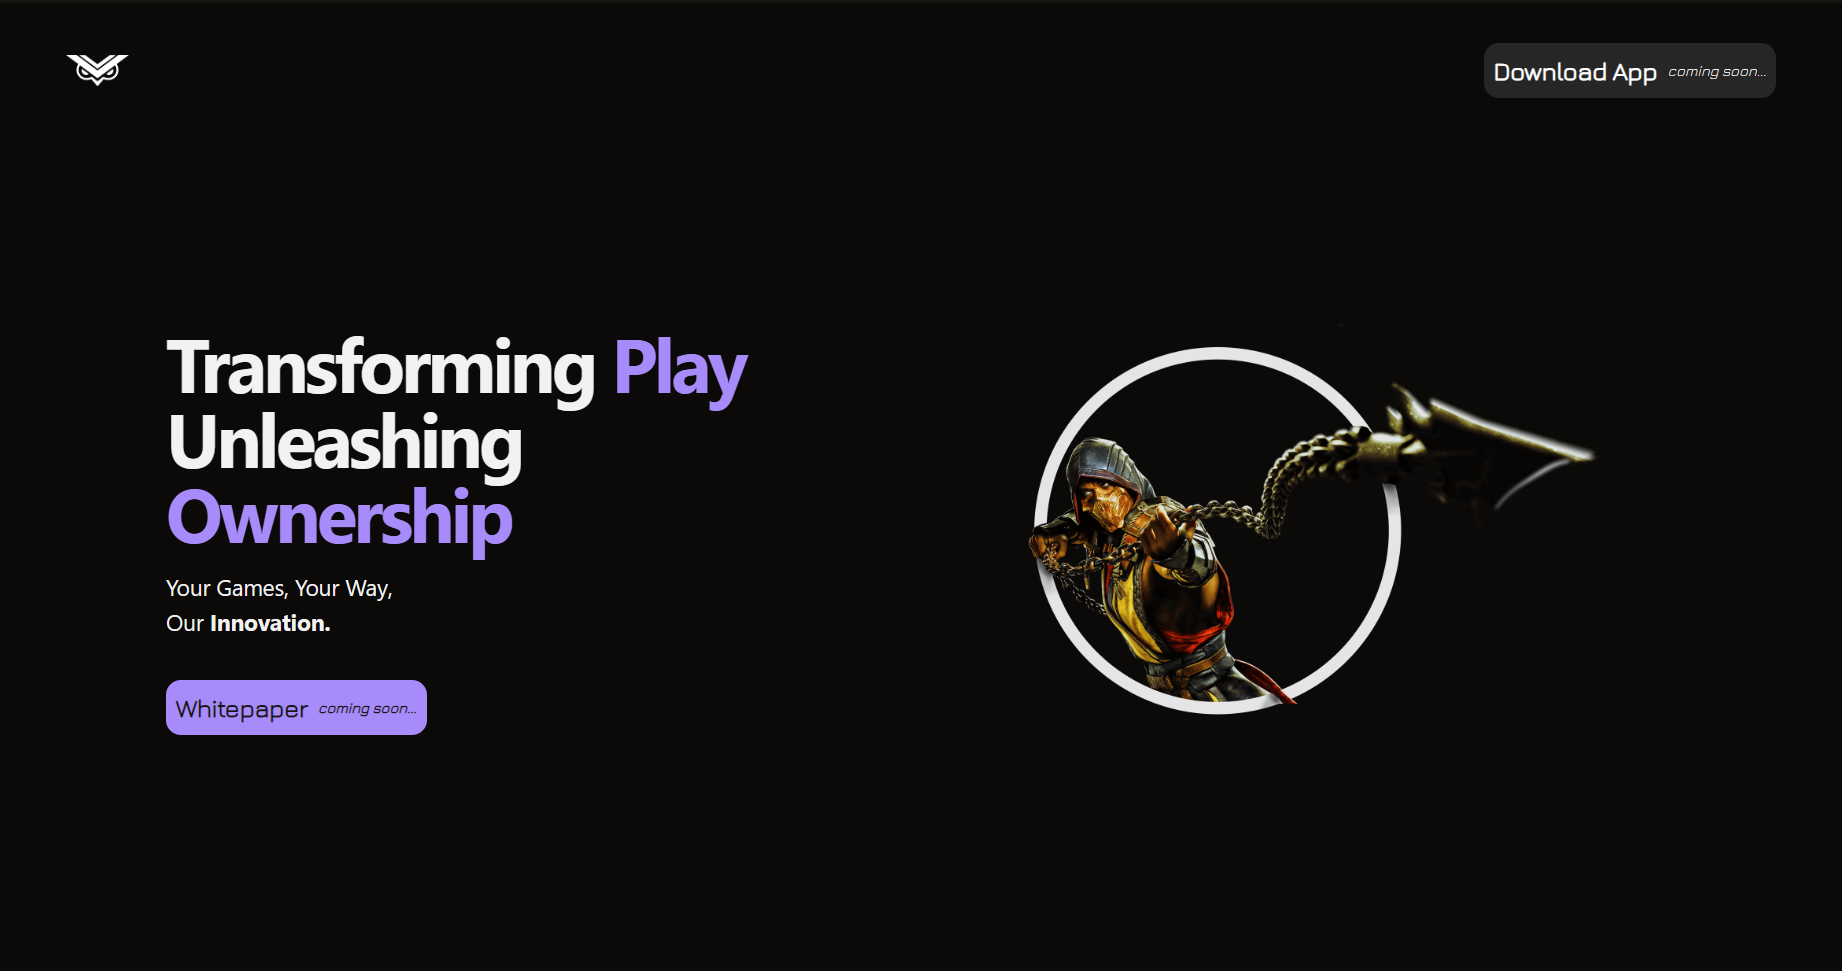 Download App coming soon...
Transforming Play
Unleashing
Ownership
Your Games, Your Way,
Our Innovation.
Whitepaper coming soon...